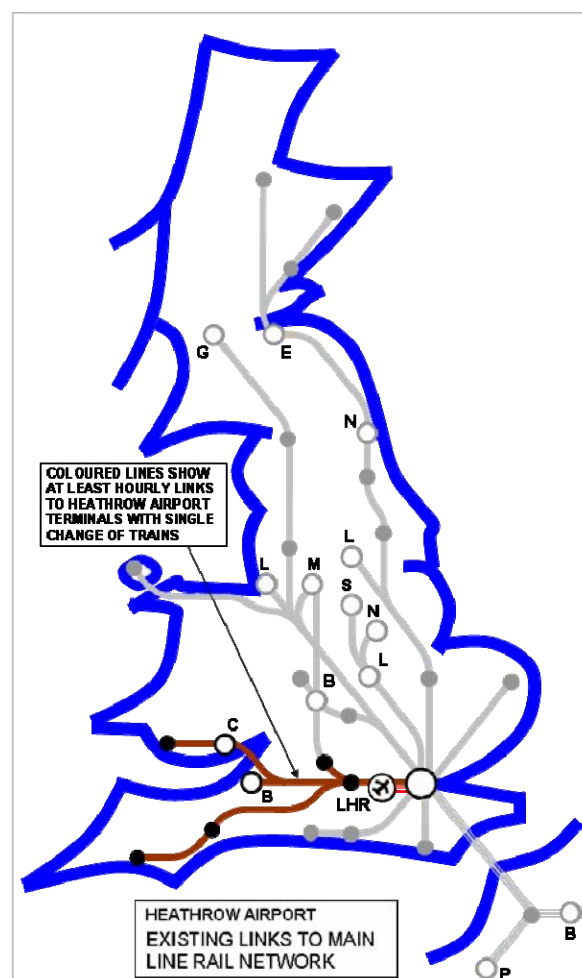 G
E
N
COLOURED LINES SHOW
AT LEAST HOURLY LINKS
TO HEATHROW AIRPORT
TERMINALS WITH SINGLE
CHANGE OF TRAINS
L
M
L
S
N
L
B
C
B
LHR
B
P
HEATHROW AIRPORT
EXISTING LINKS TO MAIN
LINE RAIL NETWORK